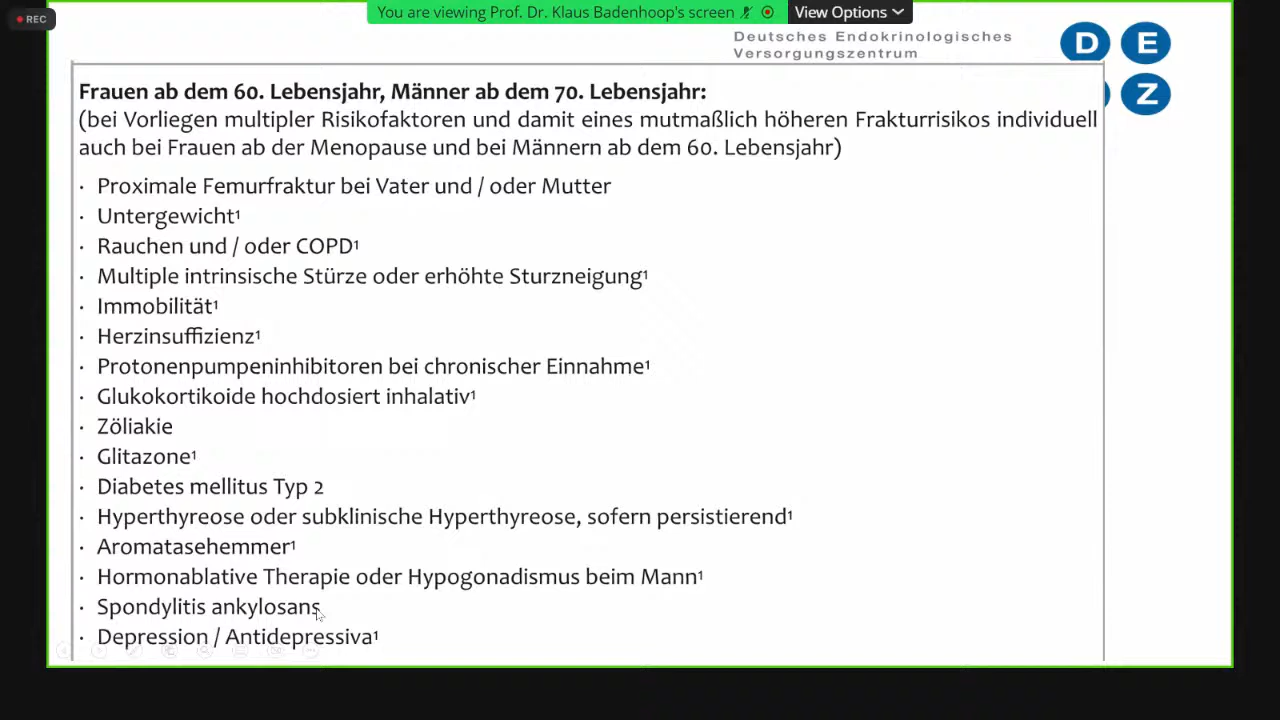 REC
You are viewing Prof. Dr. Klaus Badenhoop's screen
View Options
Deutsches Endokrinologisches
Versorgungszentrum
D E
Z
Frauen ab dem 60. Lebensjahr, Männer ab dem 70. Lebensjahr:
(bei Vorliegen multipler Risikofaktoren und damit eines mutmaßlich höheren Frakturrisikos individuell
auch bei Frauen ab der Menopause und bei Männern ab dem 60. Lebensjahr)
· Proximale Femurfraktur bei Vater und / oder Mutter
· Untergewicht¹
· Rauchen und / oder COPD¹
· Multiple intrinsische Stürze oder erhöhte Sturzneigung¹
· Immobilität¹
· Herzinsuffizienz¹
· Protonenpumpeninhibitoren bei chronischer Einnahme¹
· Glukokortikoide hochdosiert inhalativ¹
· Zöliakie
· Glitazone¹
· Diabetes mellitus Typ 2
· Hyperthyreose oder subklinische Hyperthyreose, sofern persistierend¹
· Aromatasehemmer¹
· Hormonablative Therapie oder Hypogonadismus beim Mann¹
· Spondylitis ankylosans
· Depression / Antidepressiva¹